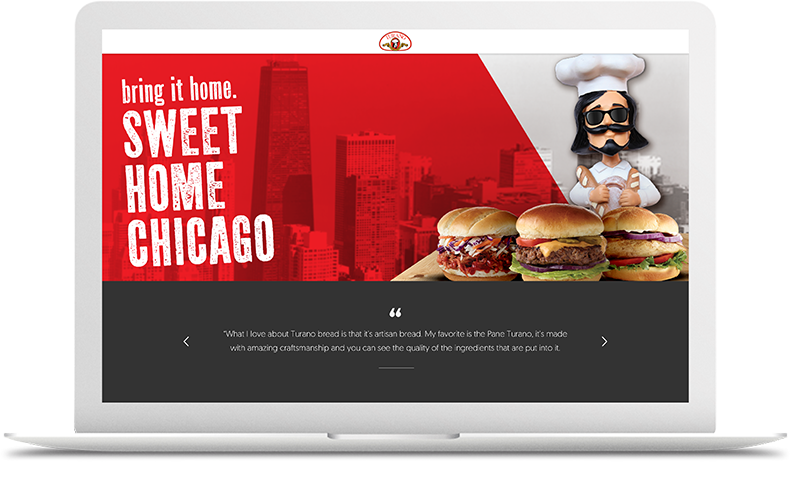 TURANO
bring it home.
SWEET
HOME
CHICAGO
“
“What I love about Turano bread is that it's artisan bread. My favorite is the Pane Turano, it's made
with amazing craftsmanship and you can see the quality of the ingredients that are put into it.